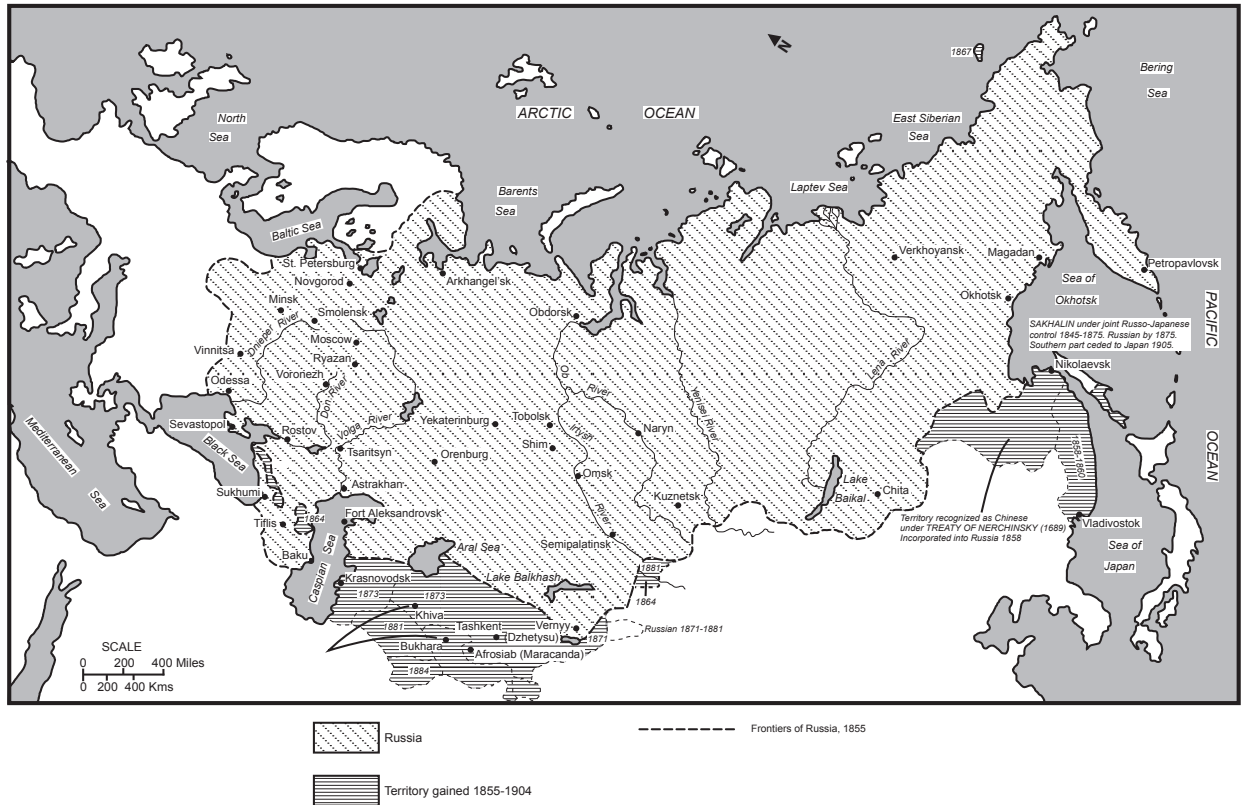 N
1867
Bering
Sea
North
Sea
ARCTIC OCEAN
East Siberian
Sea
Laptev Sea
Barents
Sea
Baltic Sea
St. Petersburg
Novgorod
Arkhangel'sk
Verkhoyansk
Magadan
Petropavlovsk
Sea of
Okhotsk
Okhotsk
PACIFIC
OCEAN
Minsk
Smolensk
Dnieper River
Obdorsk
SAKHALIN under joint Russo-Japanese
control 1845-1875. Russian by 1875.
Southern part ceded to Japan 1905.
Nikolaevsk
Moscow
Vinnitsa
Ryazan
Voronezh
Don River
Odessa
Ob
River
Yenisei River
Lena River
Sevastopol
Black Sea
Mediterranean
Sea
Rostov
Volga River
Yekaterinburg
Tobolsk
Irtysh
River
Naryn
Shim
Tsaritsyn
Orenburg
Omsk
Lake
Baikal
Chita
1858-1860
Astrakhan
Kuznetsk
Sukhumi
Tiflis
1864
Fort Aleksandrovsk
Territory recognized as Chinese
under TREATY OF NERCHINSKY (1689)
Incorporated into Russia 1858
Vladivostok
Sea of
Japan
Semipalatinsk
Baku
Caspian Sea
Aral Sea
Krasnovodsk
Lake Balkhash
1881
1864
1873
1873
Khiva
1881
Tashkent
Vernyy
(Dzhetysu)
1871
Russian 1871-1881
Bukhara
Afrosiab (Maracanda)
1884
SCALE
0 200 400 Miles
0 200 400 Kms
Russia
Frontiers of Russia, 1855
Territory gained 1855-1904